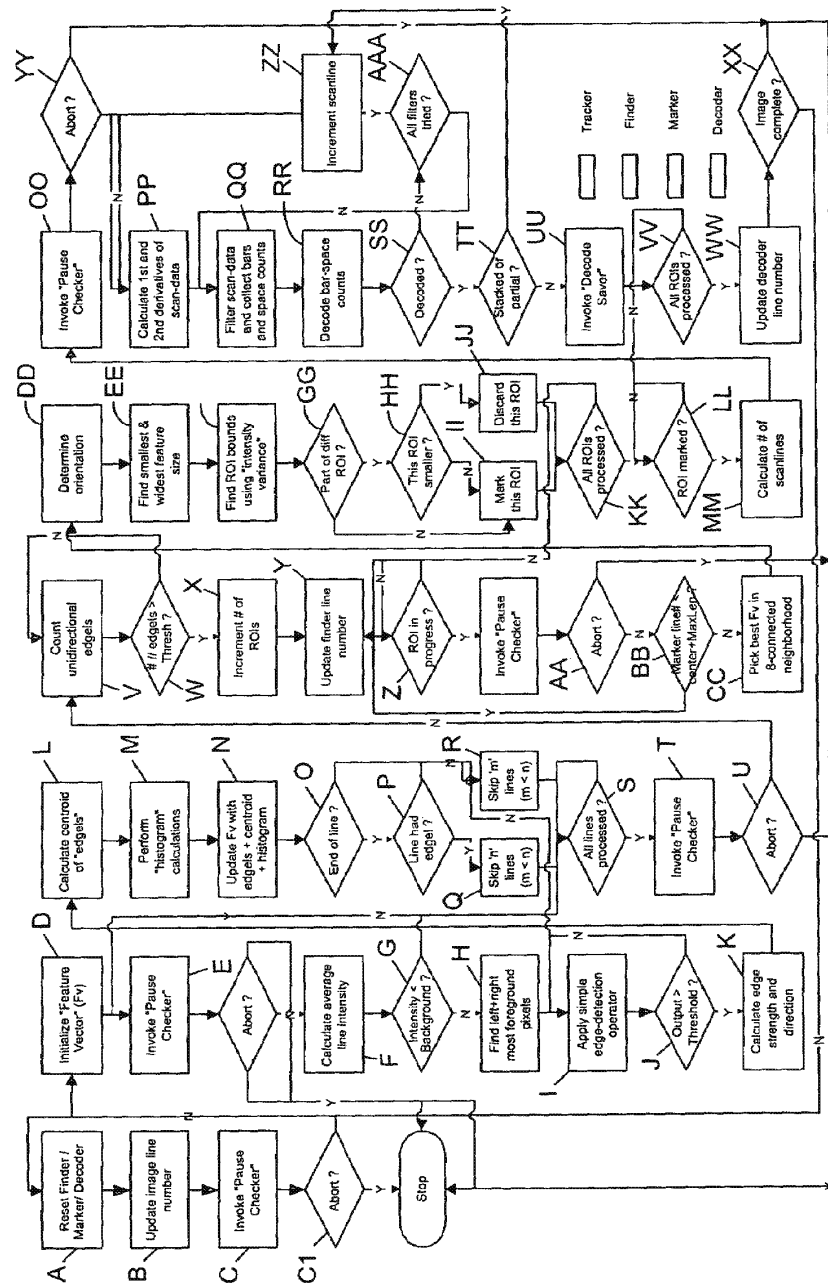 A
Reset Finder /
Marker/ Decoder
B
Update image line
number
C
Invoke "Pause
Checker"
C1
Abort ?
Y
N
Stop
D
Initialize "Feature
Vector" (Fv)
E
Invoke "Pause
Checker"
Abort ?
Y
N
F
Calculate average
line intensity
G
Intensity <
Background ?
Y
N
H
Find left+right
most foreground
pixels
I
Apply simple
edge-detection
operator
J
Output >
Threshold ?
N
Y
K
Calculate edge
strength and
direction
L
Calculate centroid
of "edgels"
M
Perform
"histogram"
calculations
N
Update Fv with
edgels + centroid
+ histogram
O
End of line ?
N
Y
P
Line had
edgel ?
Y
N
Q
Skip 'n'
lines
(m < n)
R
Skip 'm'
lines
(m < n)
S
All lines
processed ?
N
Y
T
Invoke "Pause
Checker"
U
Abort ?
N
Y
V
Count
unidirectional
edgels
W
# // edgels >
Thresh ?
N
Y
X
Increment # of
ROIs
Y
Update finder line
number
Z
ROI in
progress ?
N
Y
Invoke "Pause
Checker"
AA
Abort ?
Y
N
BB
Marker line# <
center+MaxLen ?
Y
N
CC
Pick best Fv in
8-connected
neighborhood
DD
Determine
orientation
EE
Find smallest &
widest feature
size
Find ROI bounds
using "intensity
variance"
GG
Part of diff
ROI ?
N
Y
HH
This ROI
smaller ?
N
Y
II
Mark
this ROI
JJ
Discard
this ROI
KK
All ROIs
processed ?
N
Y
LL
ROI marked ?
N
Y
MM
Calculate # of
scanlines
OO
Invoke "Pause
Checker"
YY
Abort ?
Y
N
PP
Calculate 1st and
2nd derivatives of
scan-data
QQ
Filter scan-data
and collect bars
and space counts
RR
Decode bar-space
counts
SS
Decoded ?
N
Y
ZZ
Increment scanline
AAA
All filters
tried ?
Y
N
TT
Stacked of
partial ?
Y
N
UU
Invoke "Decode
Savor"
VV
All ROIs
processed ?
N
Y
WW
Update decoder
line number
XX
Image
complete ?
Y
N
Tracker
Finder
Marker
Decoder